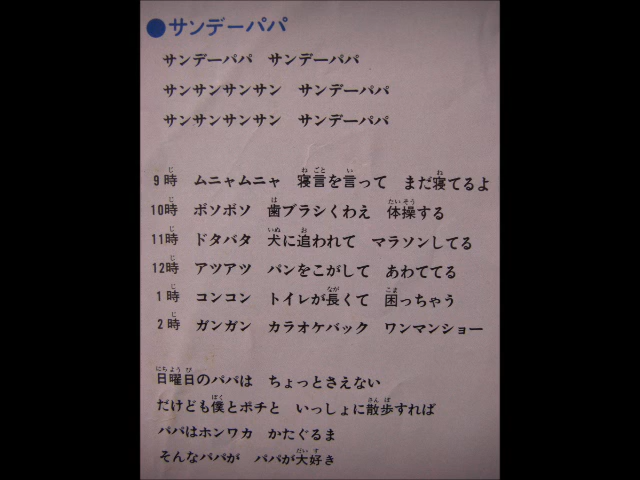 ●サンデーパパ
サンデーパパ　サンデーパパ
サンサンサンサン　サンデーパパ
サンサンサンサン　サンデーパパ
9時　ムニャムニャ　寝言を言って　まだ寝てるよ
10時　ボソボソ　歯ブラシくわえ　体操する
11時　ドタバタ　犬に追われて　マラソンしてる
12時　アツアツ　パンをこがして　あわててる
1時　コンコン　トイレが長くて　困っちゃう
2時　ガンガン　カラオケバック　ワンマンショー
日曜日のパパは　ちょっとさえない
だけども僕とポチと　いっしょに散歩すれば
パパはホンワカ　かたぐるま
そんなパパが　パパが大好き